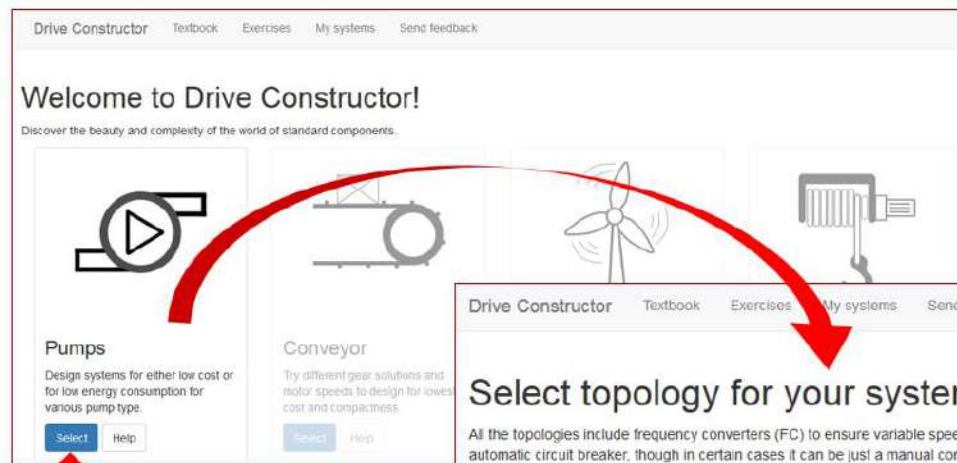 Drive Constructor Textbook Exercises My systems Send feedback
Welcome to Drive Constructor!
Discover the beauty and complexity of the world of standard components.
Pumps
Design systems for either low cost or
for low energy consumption for
various pump type.
Select Help
Conveyor
Try different gear solutions and
motor speeds to design for lowest
cost and compactness.
Select Help
Drive Constructor Textbook Exercises My systems Send
Select topology for your system
All the topologies include frequency converters (FC) to ensure variable spee
automatic circuit breaker, though in certain cases it can be just a manual con